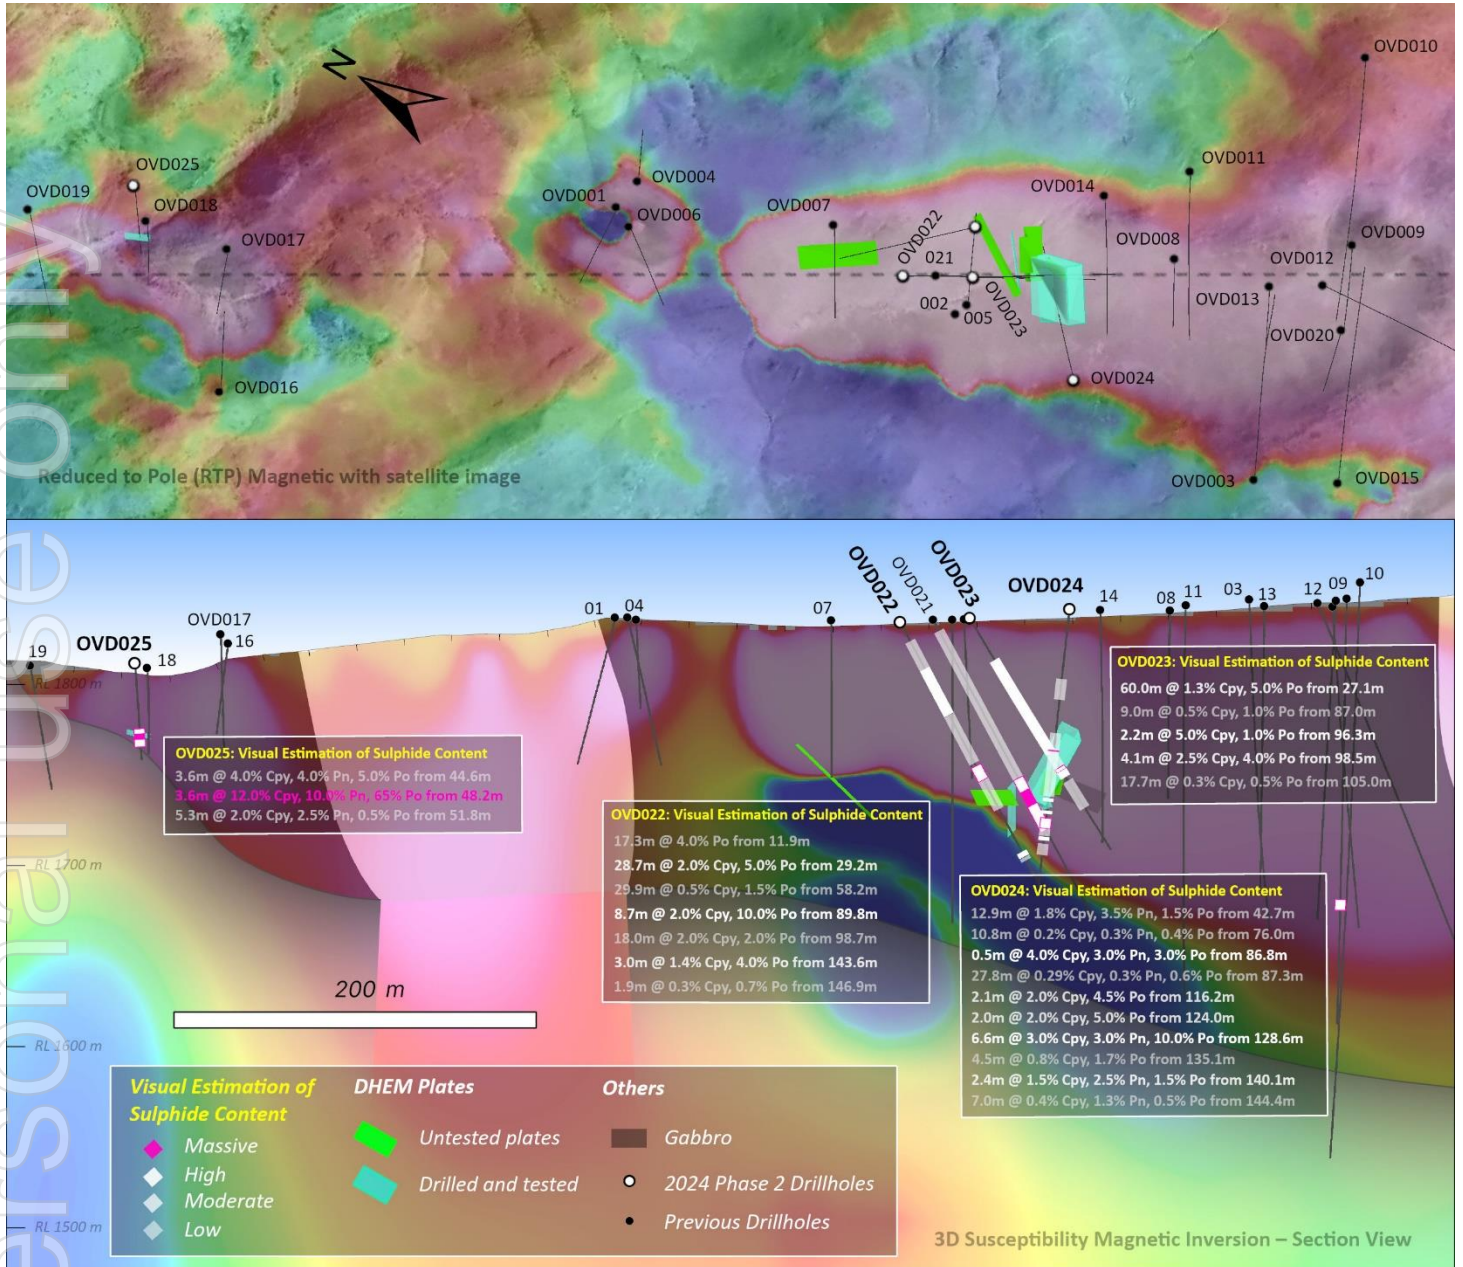 N
OVD010
OVD025
OVD019
OVD018
OVD017
OVD016
OVD001
OVD004
OVD006
OVD007
OVD022
021
002
005
OVD023
OVD014
OVD011
OVD008
OVD009
OVD012
OVD013
OVD020
OVD024
OVD003
OVD015
Reduced to Pole (RTP) Magnetic with satellite image
ersonal use only
19
OVD025
18
OVD017
16
01
04
07
OVD022
OVD021
OVD023
OVD024
14
08
11
03
13
12
09
10
RL 1800 m
RL 1700 m
RL 1600 m
RL 1500 m
OVD025: Visual Estimation of Sulphide Content
3.6m @ 4.0% Cpy, 4.0% Pn, 5.0% Po from 44.6m
3.6m @ 12.0% Cpy, 10.0% Pn, 65% Po from 48.2m
5.3m @ 2.0% Cpy, 2.5% Pn, 0.5% Po from 51.8m
OVD023: Visual Estimation of Sulphide Content
60.0m @ 1.3% Cpy, 5.0% Po from 27.1m
9.0m @ 0.5% Cpy, 1.0% Po from 87.0m
2.2m @ 5.0% Cpy, 1.0% Po from 96.3m
4.1m @ 2.5% Cpy, 4.0% Po from 98.5m
17.7m @ 0.3% Cpy, 0.5% Po from 105.0m
OVD022: Visual Estimation of Sulphide Content
17.3m @ 4.0% Po from 11.9m
28.7m @ 2.0% Cpy, 5.0% Po from 29.2m
29.9m @ 0.5% Cpy, 1.5% Po from 58.2m
8.7m @ 2.0% Cpy, 10.0% Po from 89.8m
18.0m @ 2.0% Cpy, 2.0% Po from 98.7m
3.0m @ 1.4% Cpy, 4.0% Po from 143.6m
1.9m @ 0.3% Cpy, 0.7% Po from 146.9m
OVD024: Visual Estimation of Sulphide Content
12.9m @ 1.8% Cpy, 3.5% Pn, 1.5% Po from 42.7m
10.8m @ 0.2% Cpy, 0.3% Pn, 0.4% Po from 76.0m
0.5m @ 4.0% Cpy, 3.0% Pn, 3.0% Po from 86.8m
27.8m @ 0.29% Cpy, 0.3% Pn, 0.6% Po from 87.3m
2.1m @ 2.0% Cpy, 4.5% Po from 116.2m
2.0m @ 2.0% Cpy, 5.0% Po from 124.0m
6.6m @ 3.0% Cpy, 3.0% Pn, 10.0% Po from 128.6m
4.5m @ 0.8% Cpy, 1.7% Po from 135.1m
2.4m @ 1.5% Cpy, 2.5% Pn, 1.5% Po from 140.1m
7.0m @ 0.4% Cpy, 1.3% Pn, 0.5% Po from 144.4m
200 m
Visual Estimation of
Sulphide Content
Massive
High
Moderate
Low
DHEM Plates
Untested plates
Drilled and tested
Others
Gabbro
2024 Phase 2 Drillholes
Previous Drillholes
3D Susceptibility Magnetic Inversion – Section View